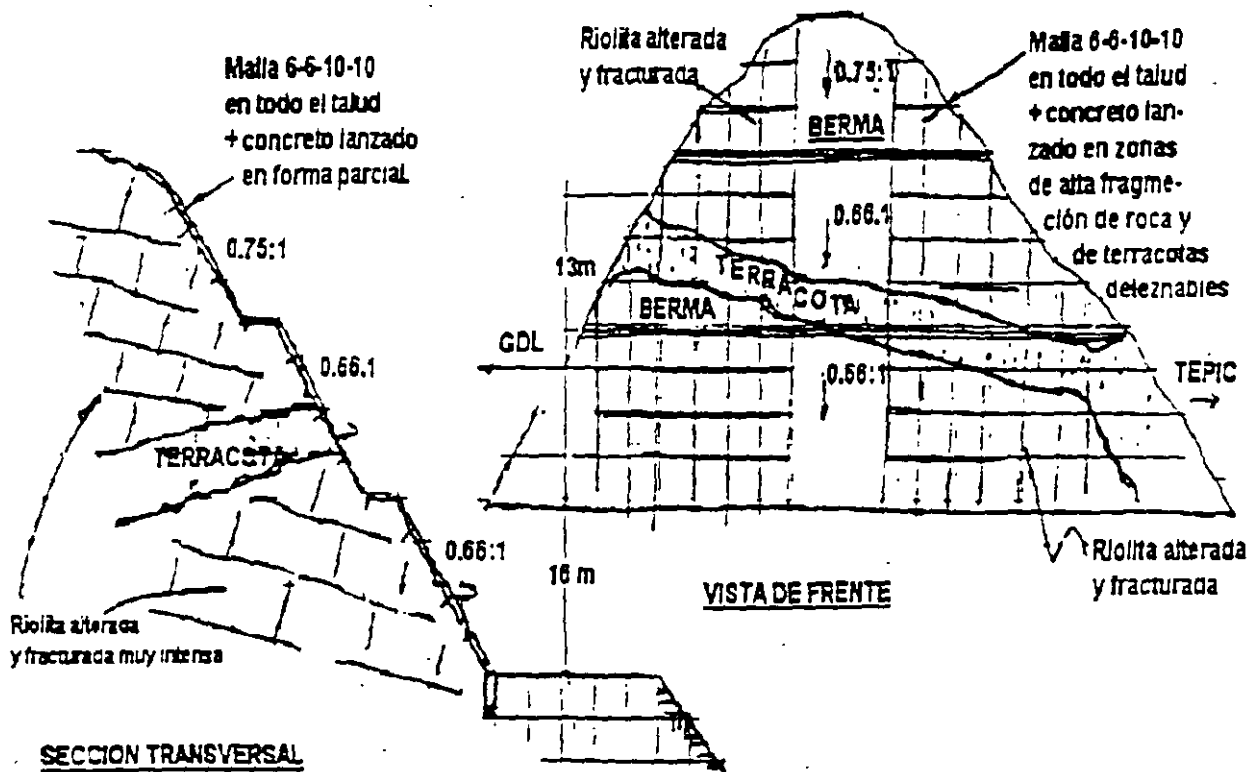 Malla 6-6-10-10
en todo el talud
+ concreto lanzado
en forma parcial
0.75:1
0.66.1
TERRACOTA
0.66:1
Riolita alterada
y fracturada muy intensa
SECCION TRANSVERSAL
Riolita alterada
y fracturada
0.75:1
BERMA
Malla 6-6-10-10
en todo el talud
+ concreto lan-
zado en zonas
de alta fragme-
ción de roca y
de terracotas
deleznables
0.66.1
13m
TERRACOTA
BERMA
GDL
0.66:1
TEPIC
16 m
VISTA DE FRENTE
Riolita alterada
y fracturada